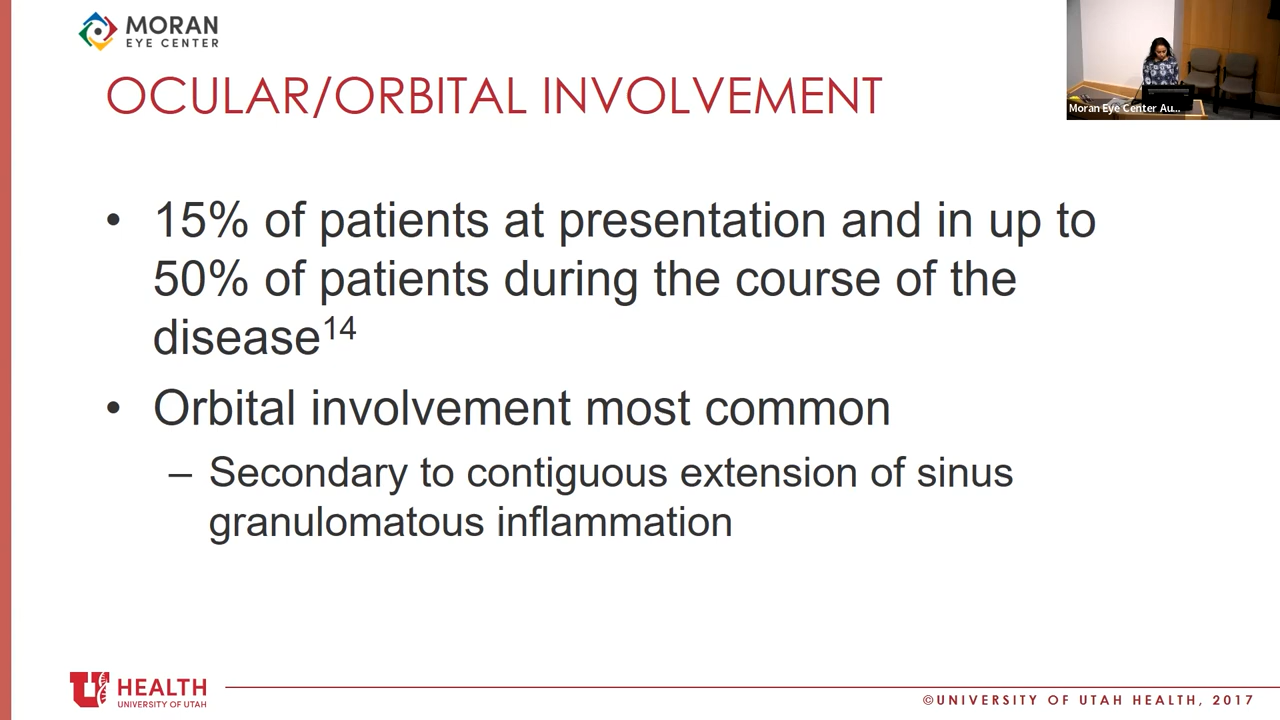 MORAN
EYE CENTER
Moran Eye Center Au...
OCULAR/ORBITAL INVOLVEMENT
• 15% of patients at presentation and in up to
50% of patients during the course of the
disease14
• Orbital involvement most common
– Secondary to contiguous extension of sinus
granulomatous inflammation
U HEALTH
UNIVERSITY OF UTAH
©UNIVERSITY OF UTAH HEALTH, 2017